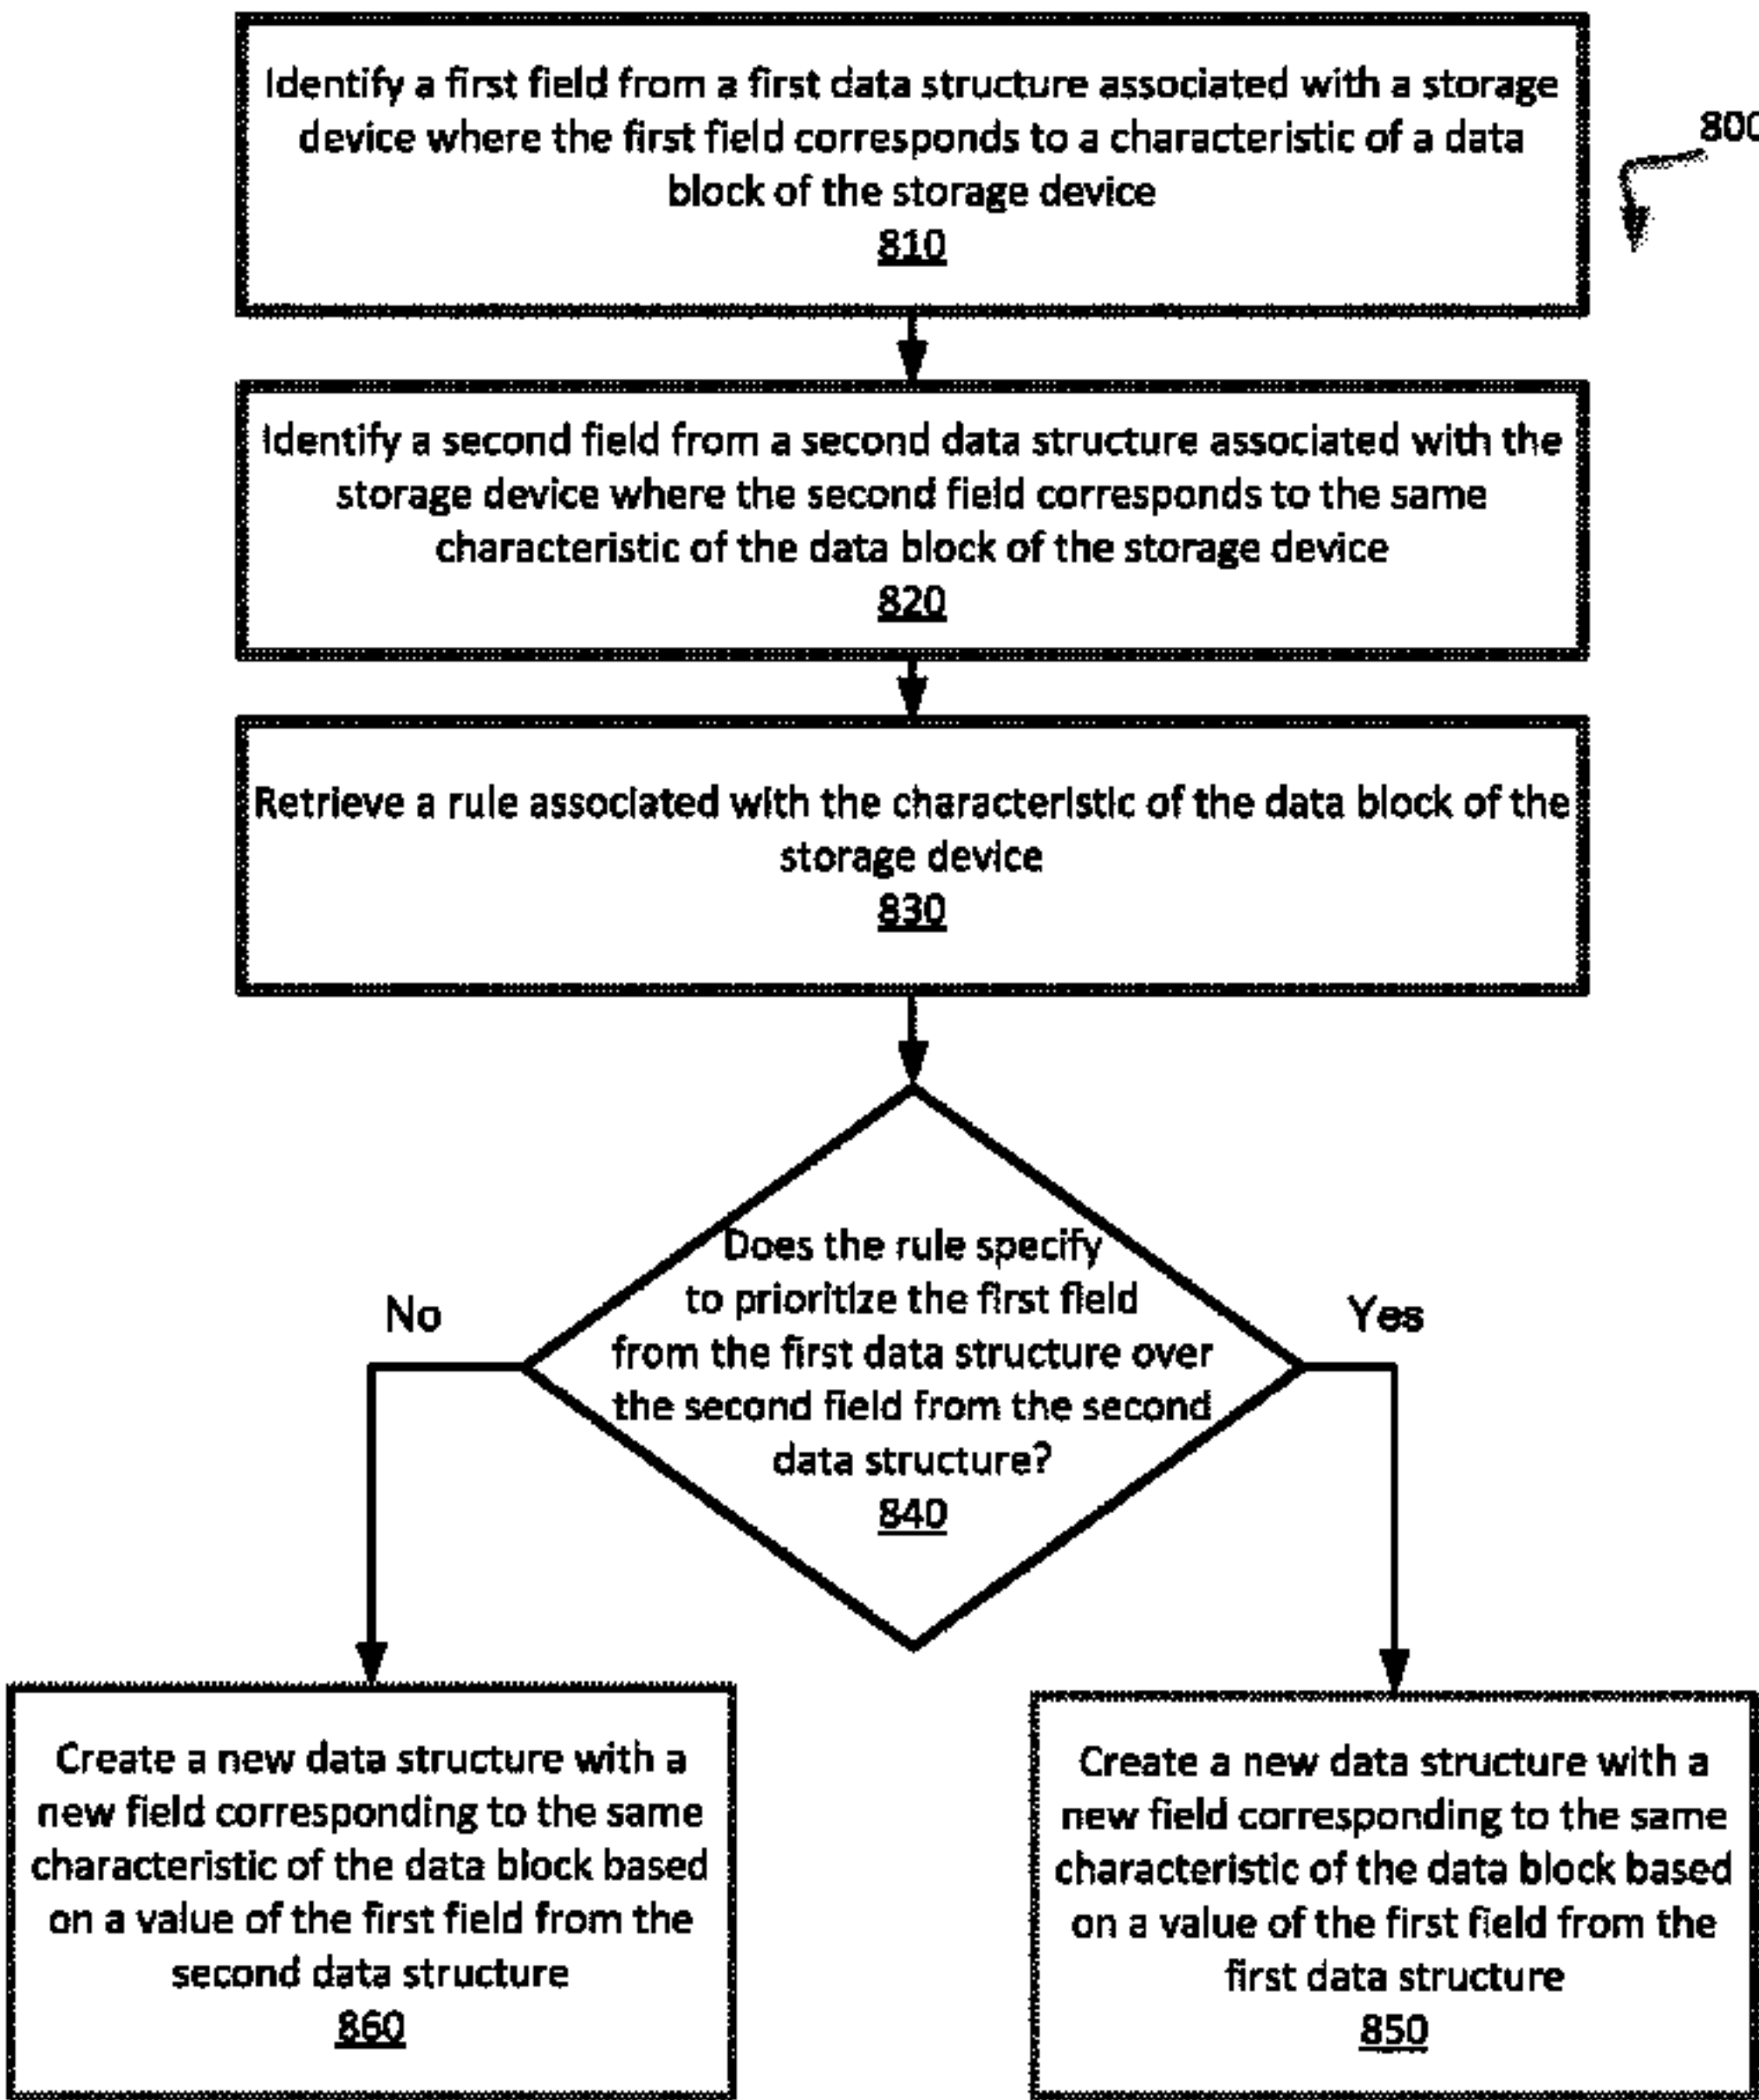 Identify a first field from a first data structure associated with a storage
device where the first field corresponds to a characteristic of a data
block of the storage device
810
800
Identify a second field from a second data structure associated with the
storage device where the second field corresponds to the same
characteristic of the data block of the storage device
820
Retrieve a rule associated with the characteristic of the data block of the
storage device
830
Does the rule specify
to prioritize the first field
from the first data structure over
the second field from the second
data structure?
840
No
Yes
Create a new data structure with a
new field corresponding to the same
characteristic of the data block based
on a value of the first field from the
second data structure
860
Create a new data structure with a
new field corresponding to the same
characteristic of the data block based
on a value of the first field from the
first data structure
850